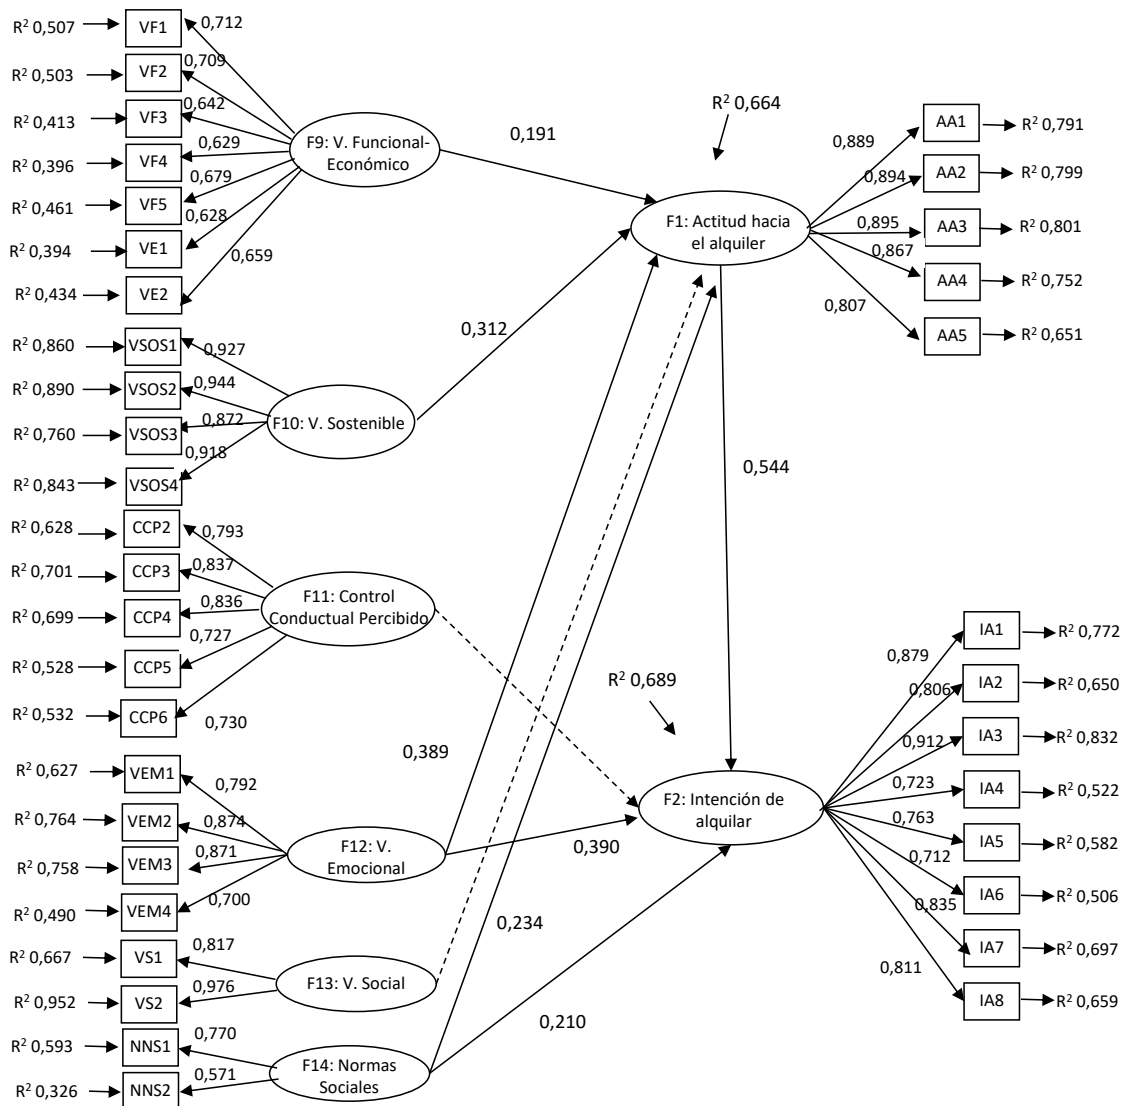 R² 0,507
VF1
0,712
R² 0,503
VF2
0,709
R² 0,413
VF3
0,642
R² 0,396
VF4
0,629
R² 0,461
VF5
0,679
R² 0,394
VE1
0,628
R² 0,434
VE2
0,659
F9: V. Funcional-
Económico
0,191
R² 0,860
VSOS1
0,927
R² 0,890
VSOS2
0,944
R² 0,760
VSOS3
0,872
R² 0,843
VSOS4
0,918
F10: V. Sostenible
0,312
R² 0,628
CCP2
0,793
R² 0,701
CCP3
0,837
R² 0,699
CCP4
0,836
R² 0,528
CCP5
0,727
R² 0,532
CCP6
0,730
F11: Control
Conductual Percibido
R² 0,627
VEM1
0,792
R² 0,764
VEM2
0,874
R² 0,758
VEM3
0,871
R² 0,490
VEM4
0,700
F12: V.
Emocional
0,389
0,390
R² 0,667
VS1
0,817
R² 0,952
VS2
0,976
F13: V. Social
R² 0,593
NNS1
0,770
R² 0,326
NNS2
0,571
F14: Normas
Sociales
0,234
0,210
R² 0,664
F1: Actitud hacia
el alquiler
0,544
0,889
AA1
R² 0,791
0,894
AA2
R² 0,799
0,895
AA3
R² 0,801
0,867
AA4
R² 0,752
0,807
AA5
R² 0,651
R² 0,689
F2: Intención de
alquilar
0,879
IA1
R² 0,772
0,806
IA2
R² 0,650
0,912
IA3
R² 0,832
0,723
IA4
R² 0,522
0,763
IA5
R² 0,582
0,712
IA6
R² 0,506
0,835
IA7
R² 0,697
0,811
IA8
R² 0,659